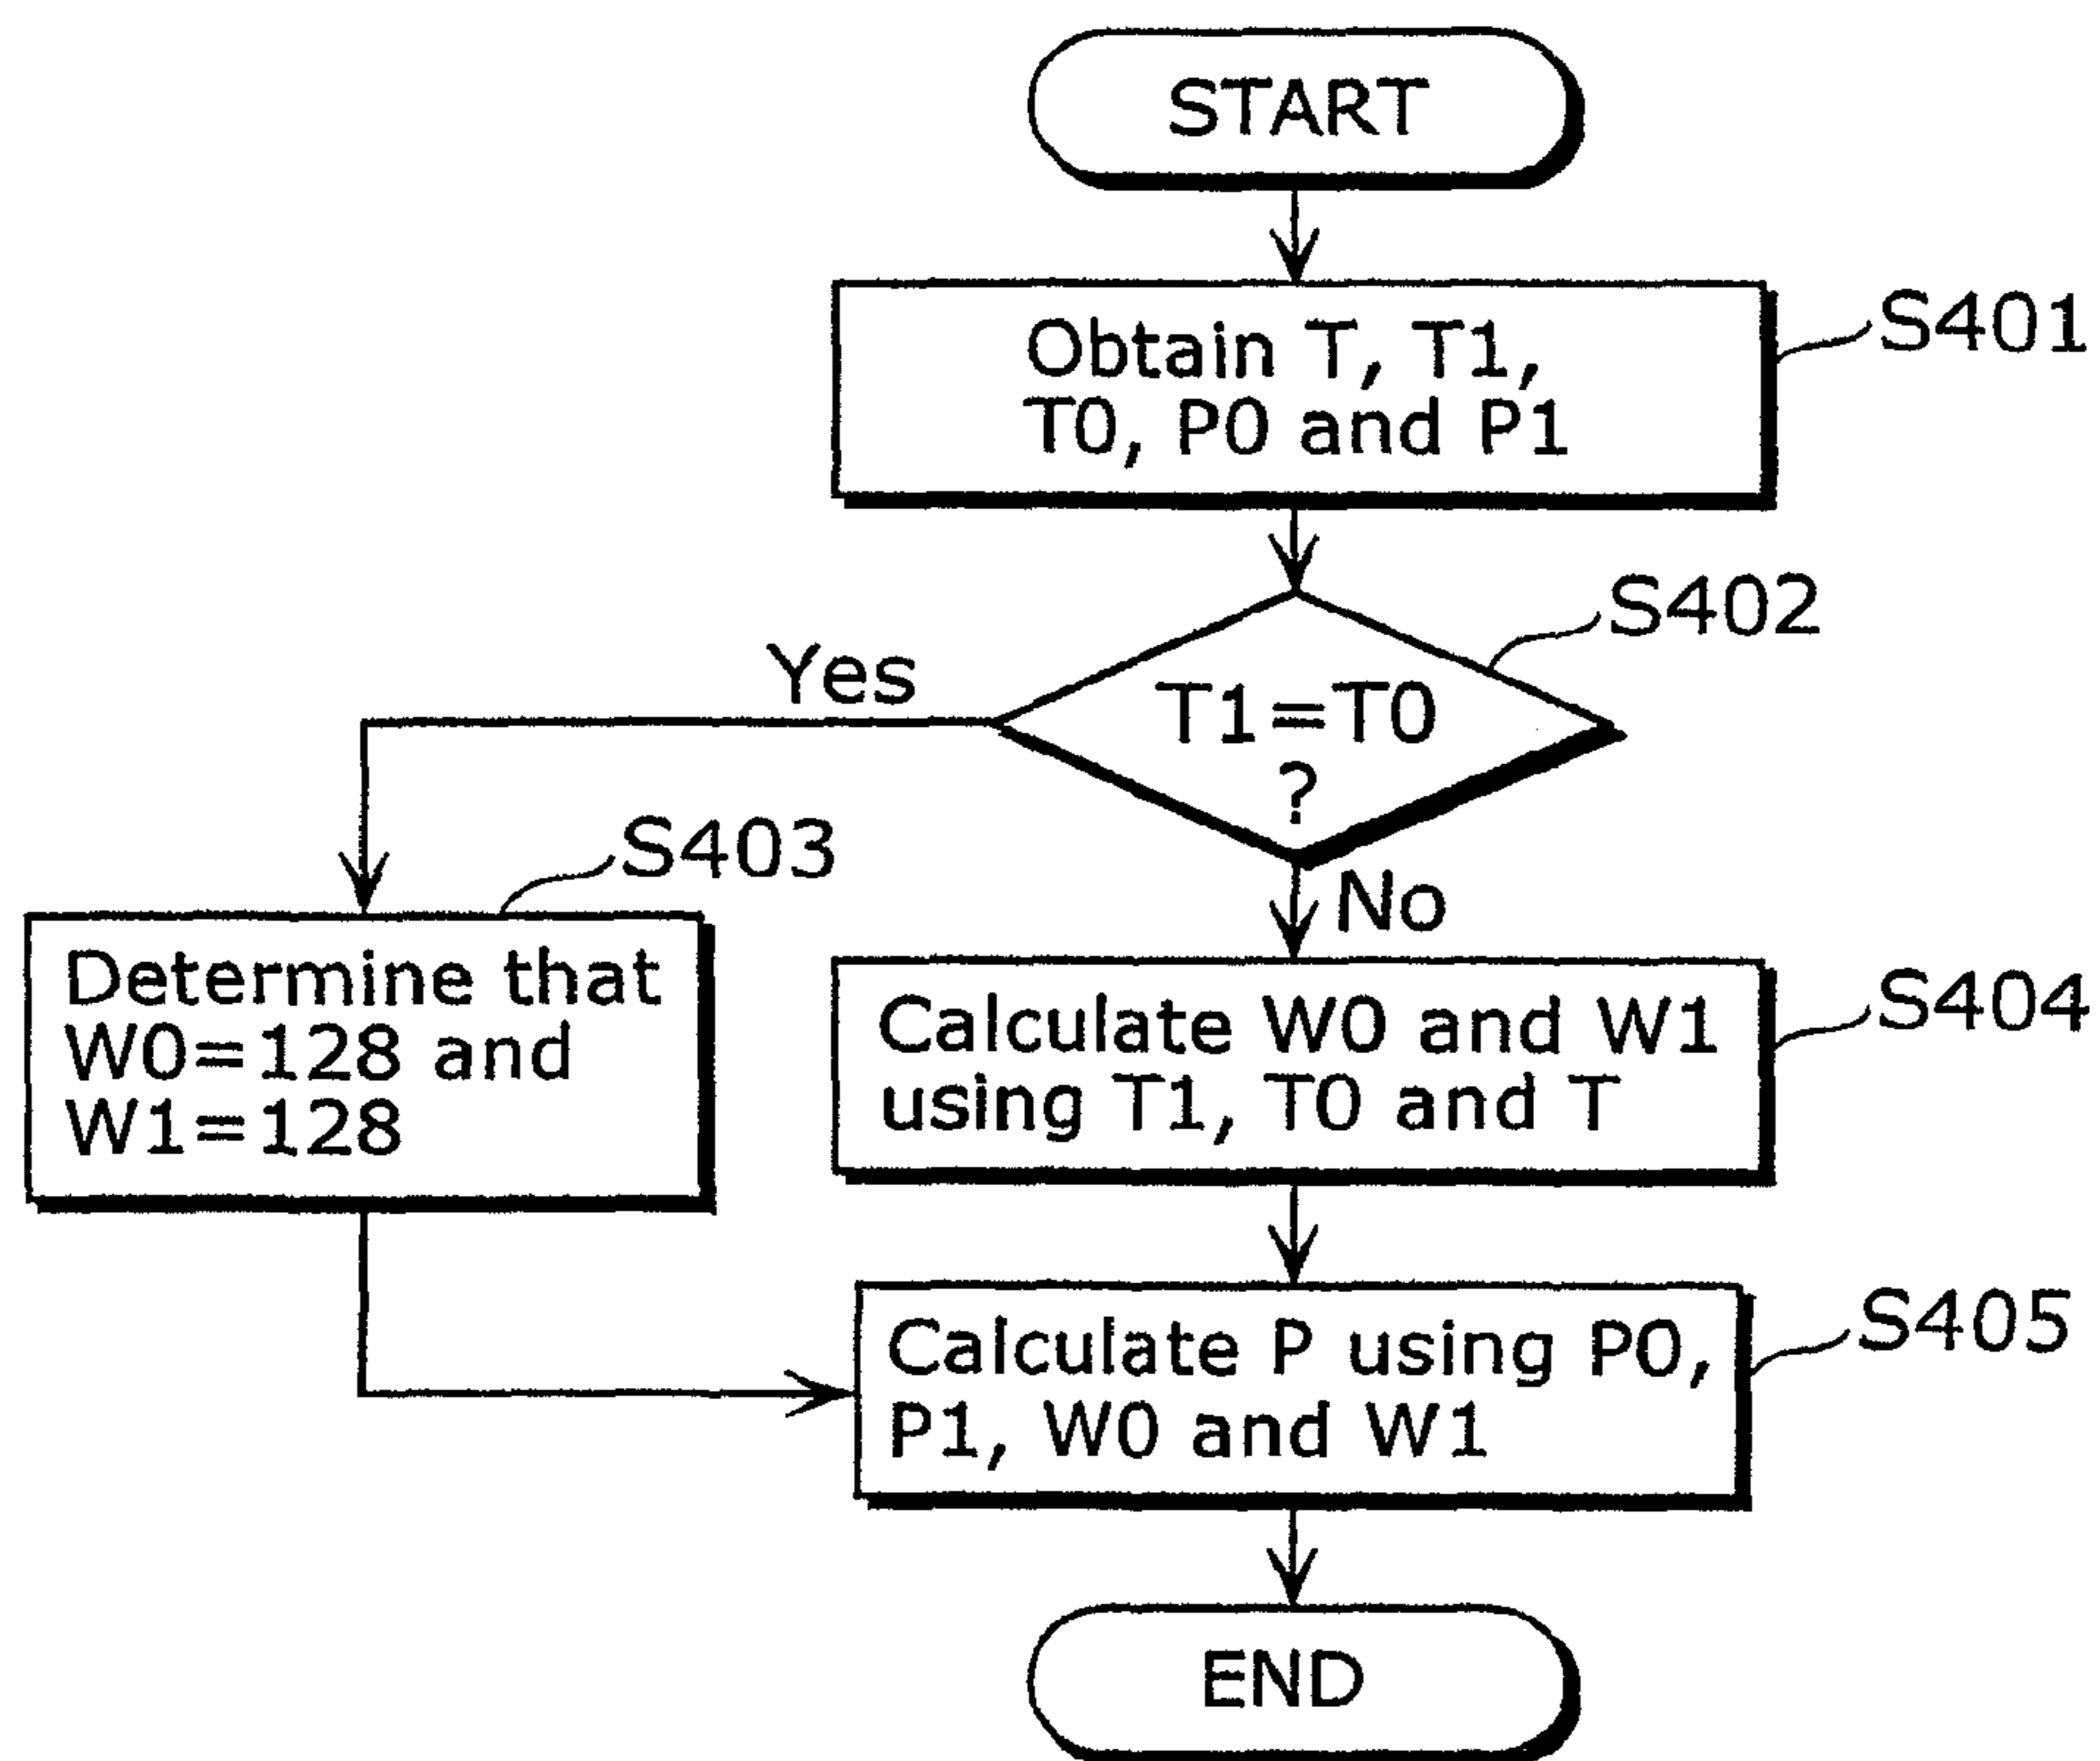 START
Obtain T, T1,
T0, P0 and P1
S401
S402
T1=T0
?
Yes
No
S403
Determine that
W0=128 and
W1=128
Calculate W0 and W1
using T1, T0 and T
S404
Calculate P using P0,
P1, W0 and W1
S405
END